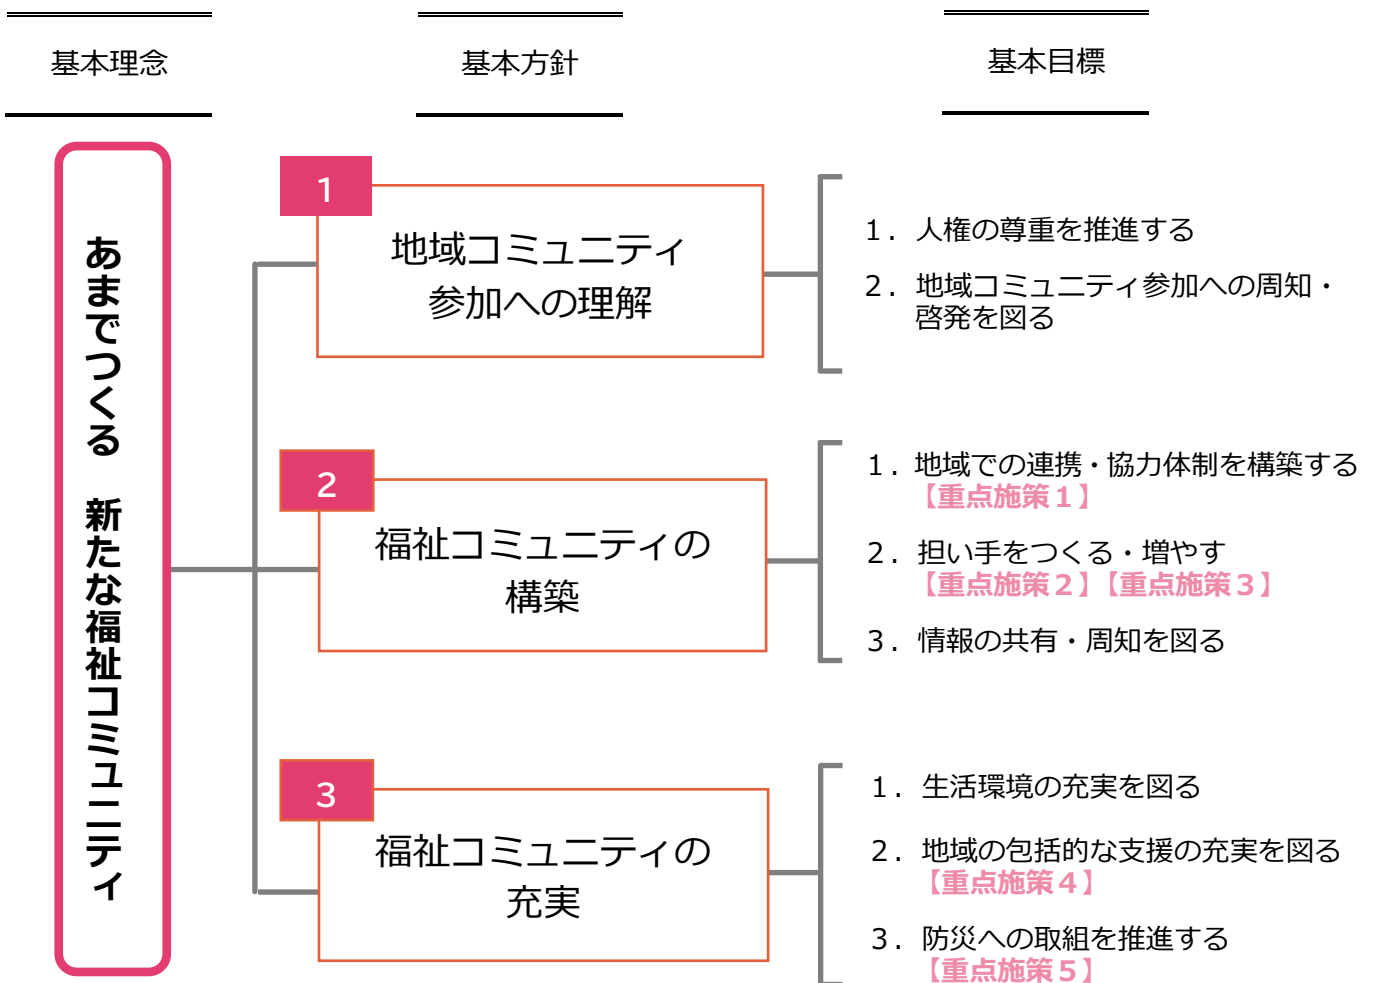 基本理念
基本方針
基本目標
あまでつくる　新たな福祉コミュニティ
1
地域コミュニティ
参加への理解
１．人権の尊重を推進する
２．地域コミュニティ参加への周知・
啓発を図る
2
福祉コミュニティの
構築
１．地域での連携・協力体制を構築する
【重点施策１】
２．担い手をつくる・増やす
【重点施策２】【重点施策３】
３．情報の共有・周知を図る
3
福祉コミュニティの
充実
１．生活環境の充実を図る
２．地域の包括的な支援の充実を図る
【重点施策４】
３．防災への取組を推進する
【重点施策５】